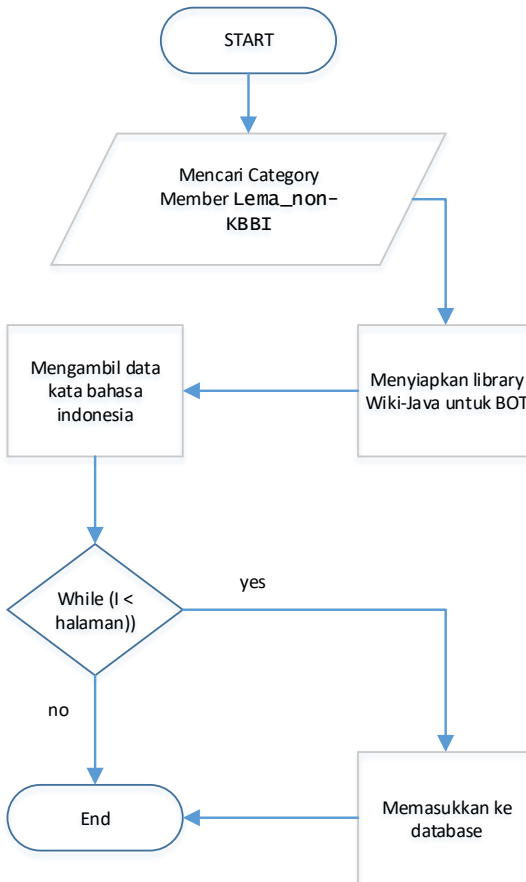 START
Mencari Category
Member Lema_non-
KBBI
Mengambil data
kata bahasa
indonesia
Menyiapkan library
Wiki-Java untuk BOT
While (I <
halaman))
yes
no
End
Memasukkan ke
database